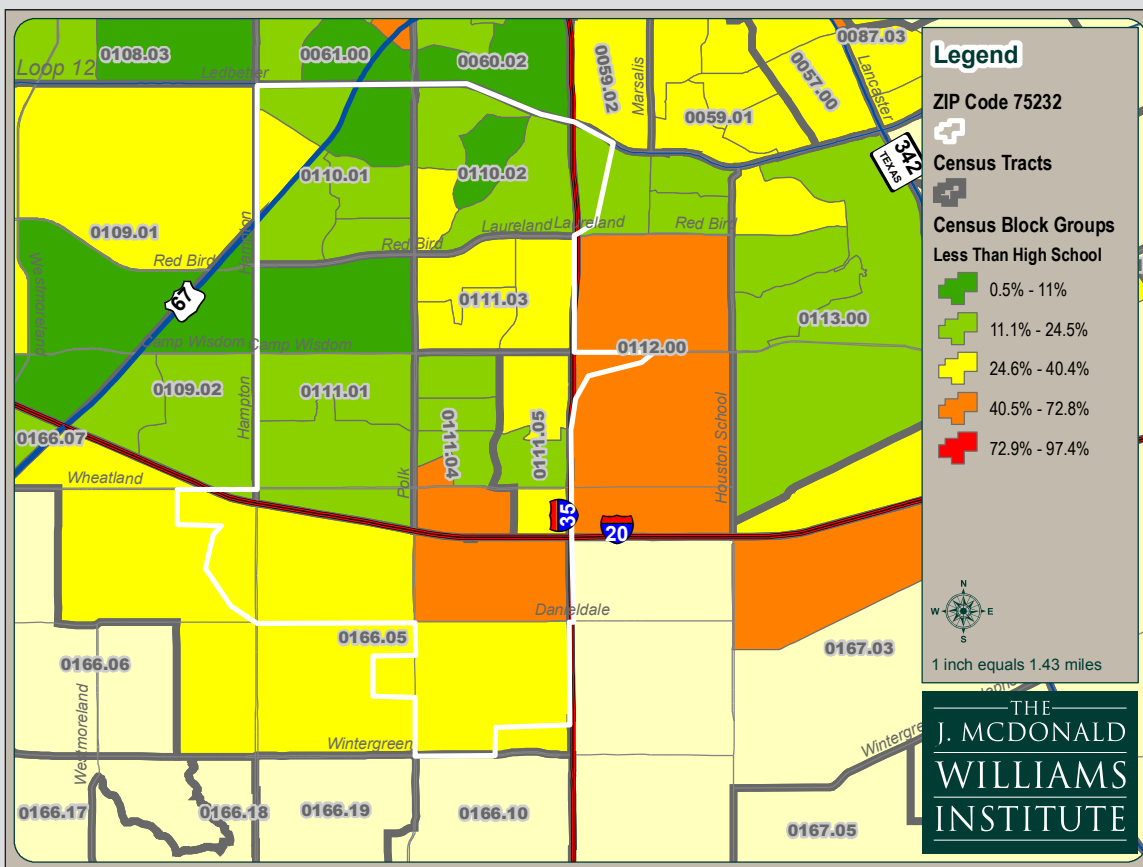 0108.03
0061.00
0060.02
0059.02
Marsalis
0087.03
Lancaster
0057.00
Loop 12
Ledbetter
0059.01
342
TEXAS
0110.01
0110.02
Hampton
Laureland
Laureland
Red Bird
0109.01
Red Bird
Red Bird
Westmoreland
67
0111.03
0113.00
Camp Wisdom
Camp Wisdom
0112.00
0109.02
0111.01
Hampton
0111.04
0111.05
Houston School
0166.07
Wheatland
Polk
35
20
Danieldale
0166.05
0166.06
0167.03
Westmoreland
Wintergreen
Wintergre
0166.17
0166.18
0166.19
0166.10
0167.05
Legend
ZIP Code 75232
Census Tracts
Census Block Groups
Less Than High School
0.5% - 11%
11.1% - 24.5%
24.6% - 40.4%
40.5% - 72.8%
72.9% - 97.4%
N
W E
S
1 inch equals 1.43 miles
THE
J. MCDONALD
WILLIAMS
INSTITUTE